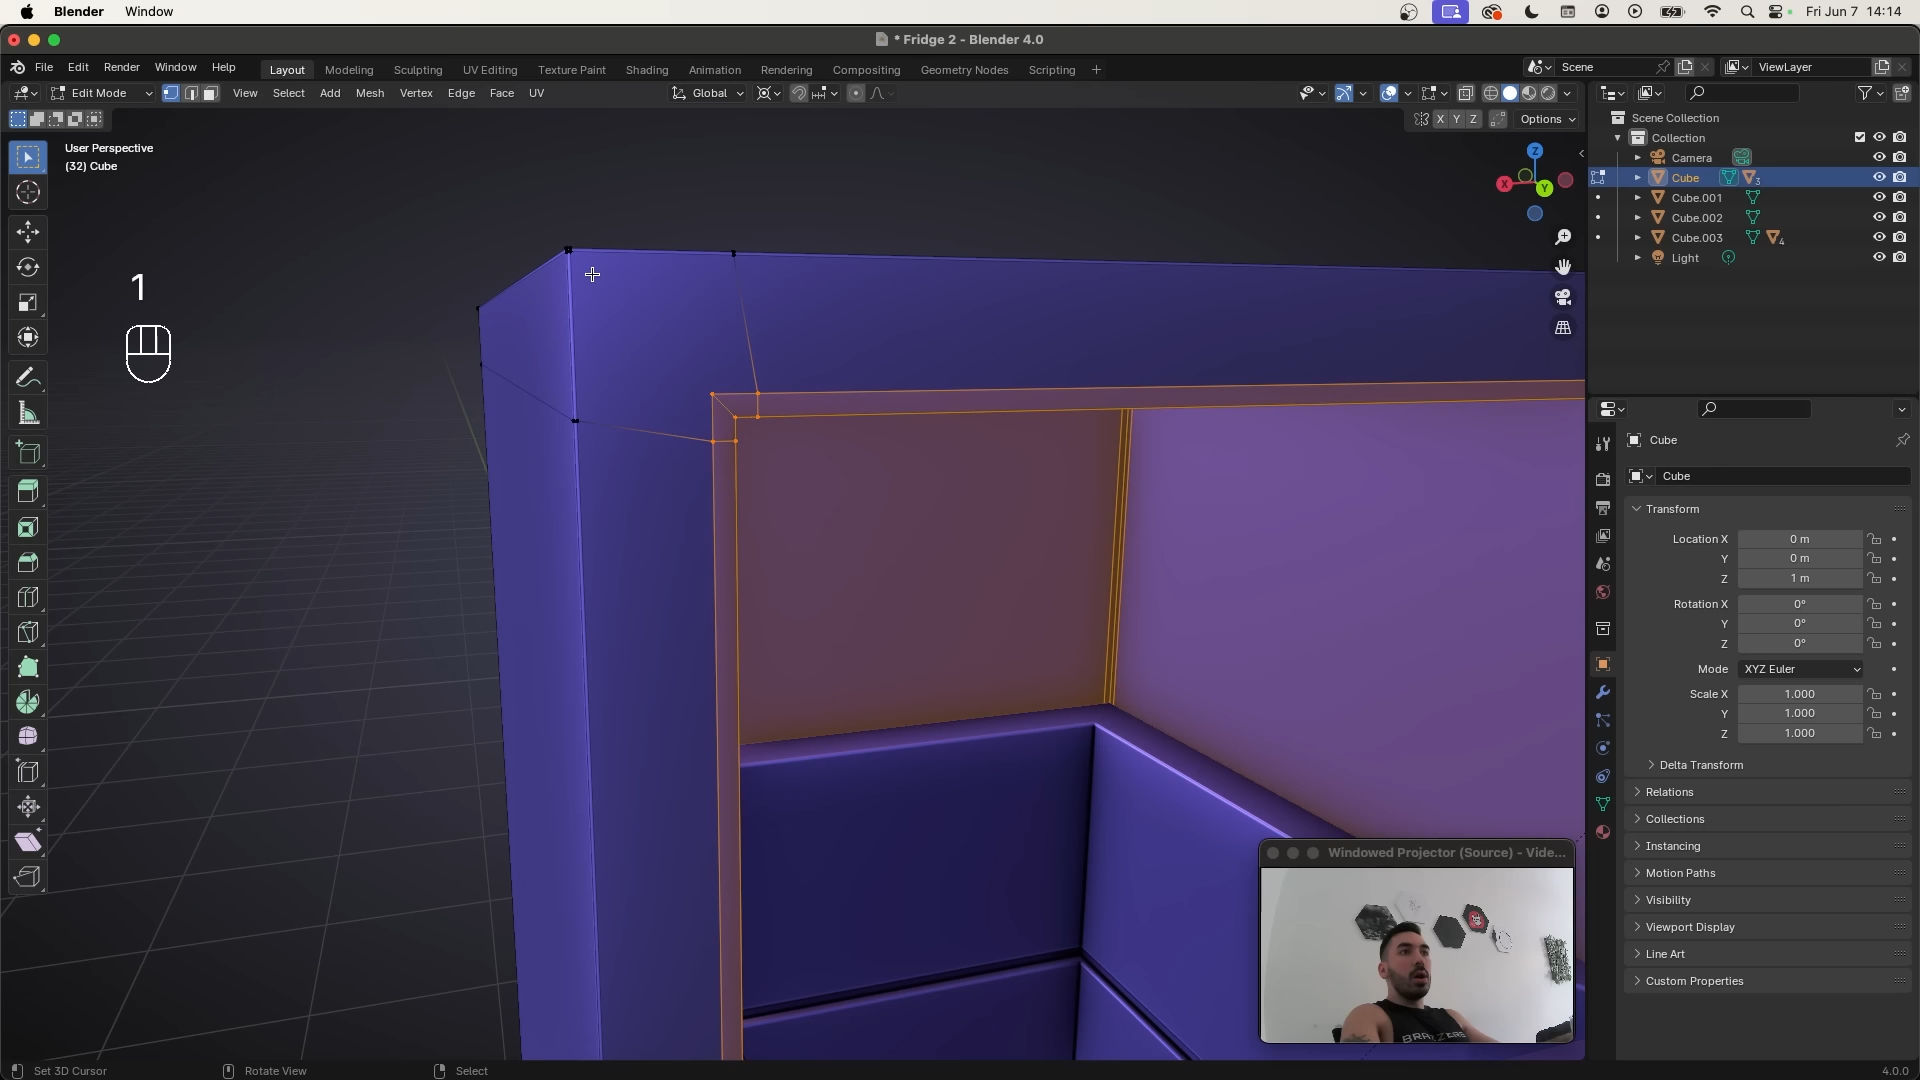 Blender Window Fri Jun 7 14:14
* Fridge 2 - Blender 4.0
File Edit Render Window Help Layout Modeling Sculpting UV Editing Texture Paint Shading Animation Rendering Compositing Geometry Nodes Scripting + Scene ViewLayer
Edit Mode View Select Add Mesh Vertex Edge Face UV Global
X Y Z Options
User Perspective
(32) Cube
Z
X
Y
1
Scene Collection
Collection
Camera
Cube 3
Cube.001
Cube.002
Cube.003 4
Light
Cube
Cube
Transform
Location X 0 m
Y 0 m
Z 1 m
Rotation X 0°
Y 0°
Z 0°
Mode XYZ Euler
Scale X 1.000
Y 1.000
Z 1.000
Delta Transform
Relations
Collections
Instancing
Motion Paths
Visibility
Viewport Display
Line Art
Custom Properties
Windowed Projector (Source) - Vide...
Set 3D Cursor Rotate View Select 4.0.0